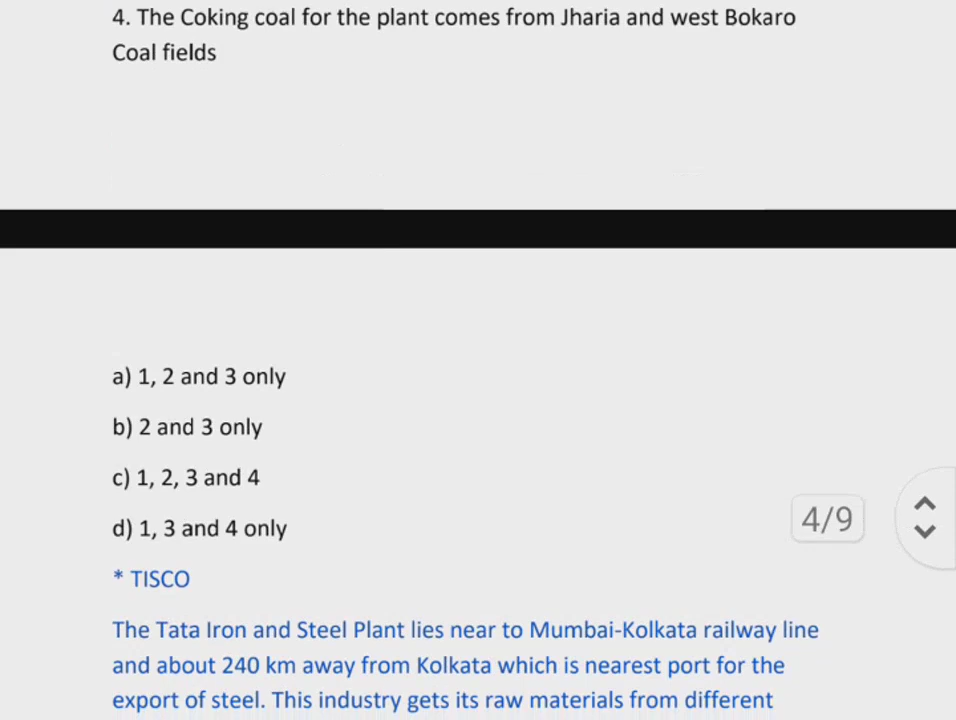 4. The Coking coal for the plant comes from Jharia and west Bokaro
Coal fields
a) 1, 2 and 3 only
b) 2 and 3 only
c) 1, 2, 3 and 4
d) 1, 3 and 4 only
4/9
* TISCO
The Tata Iron and Steel Plant lies near to Mumbai-Kolkata railway line
and about 240 km away from Kolkata which is nearest port for the
export of steel. This industry gets its raw materials from different